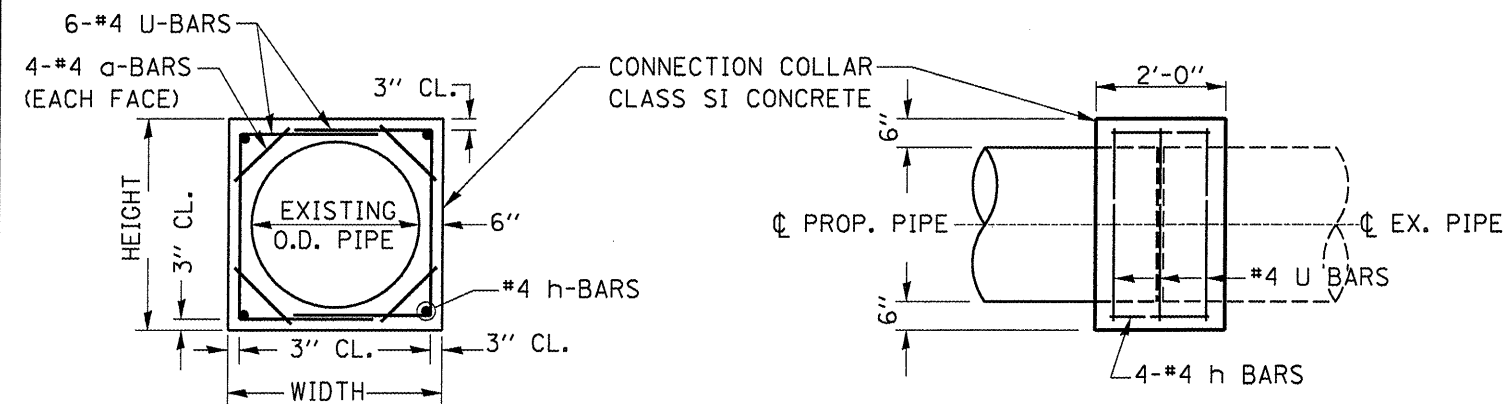 6-#4 U-BARS
4-#4 a-BARS
(EACH FACE)
3" CL.
CONNECTION COLLAR
CLASS SI CONCRETE
2'-0"
6"
HEIGHT
3" CL.
EXISTING
O.D. PIPE
6"
℄ PROP. PIPE
℄ EX. PIPE
#4 h-BARS
#4 U BARS
6"
3" CL.
3" CL.
4-#4 h BARS
WIDTH